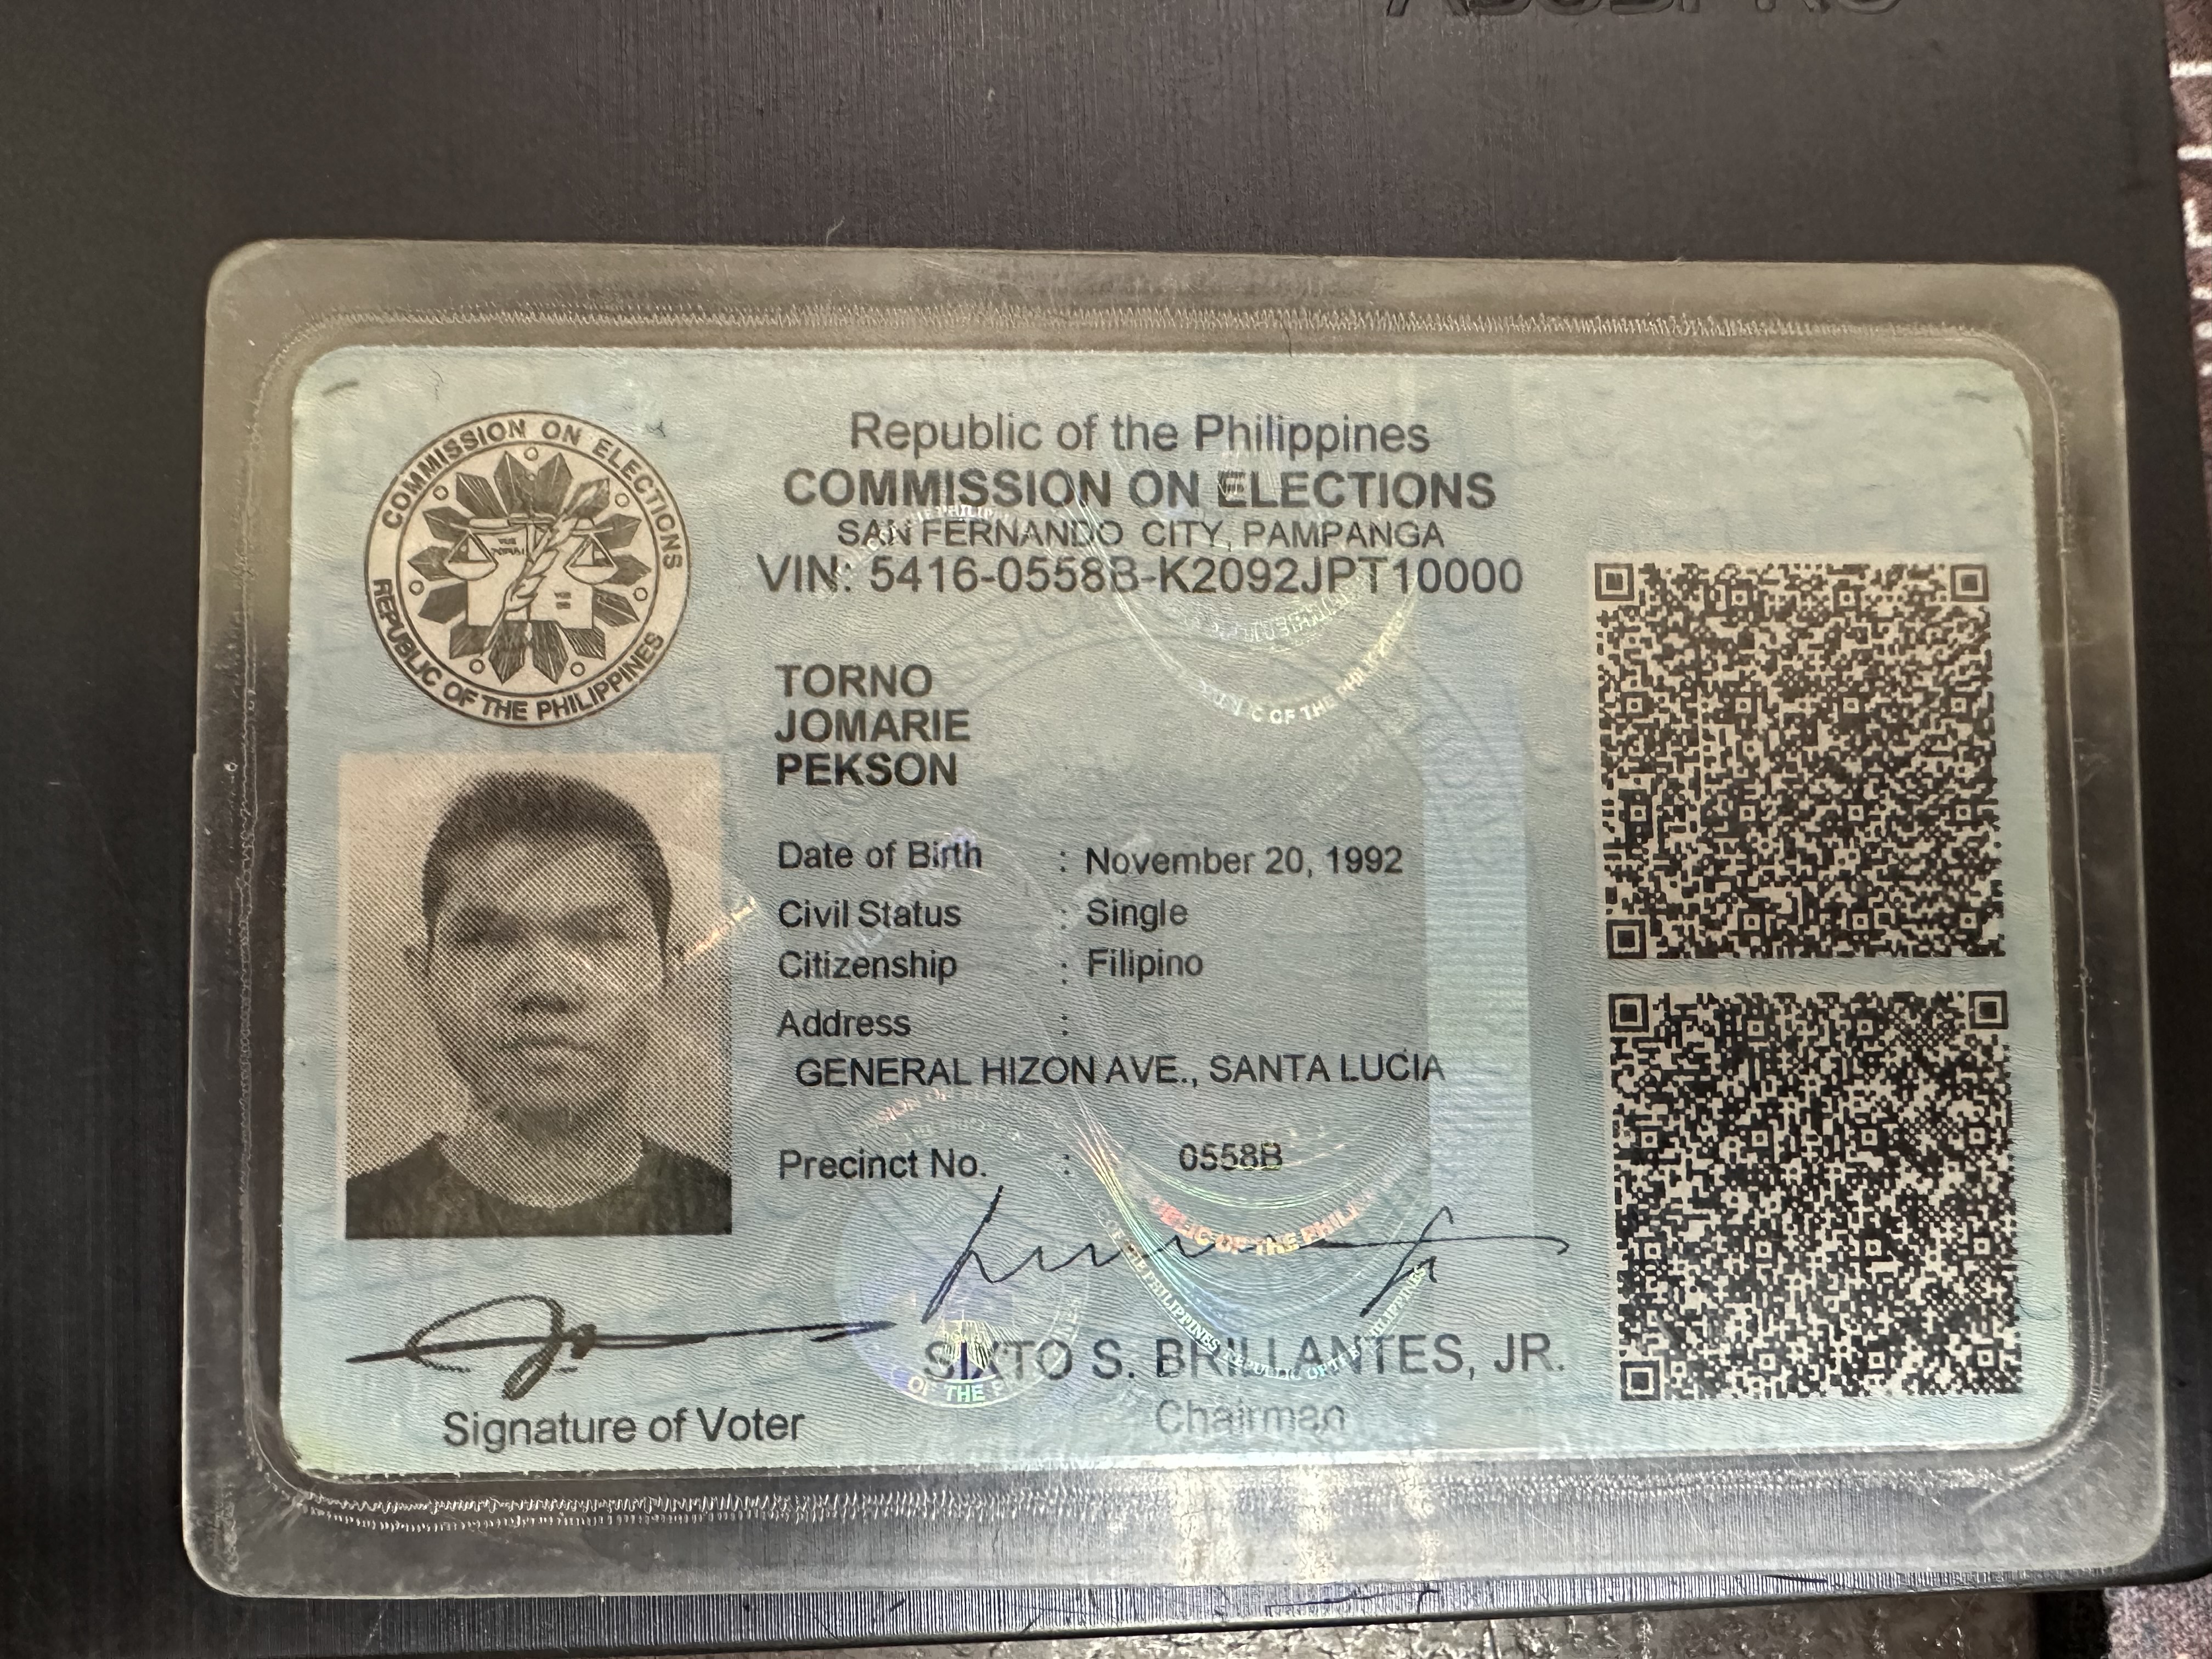 Republic of the Philippines
COMMISSION ON ELECTIONS
SAN FERNANDO CITY, PAMPANGA
VIN: 5416-0558B-K2092JPT10000
COMMISSION ON ELECTIONS
REPUBLIC OF THE PHILIPPINES
TORNO
JOMARIE
PEKSON
Date of Birth : November 20, 1992
Civil Status : Single
Citizenship : Filipino
Address :
GENERAL HIZON AVE., SANTA LUCIA
Precinct No. : 0558B
SIXTO S. BRILLANTES, JR.
Chairman
Signature of Voter